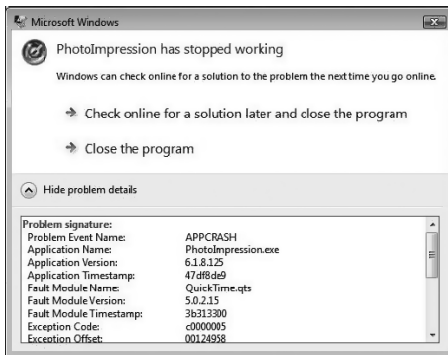 Microsoft Windows
PhotoImpression has stopped working
Windows can check online for a solution to the problem the next time you go online.
Check online for a solution later and close the program
Close the program
Hide problem details
Problem signature:
Problem Event Name: APPCRASH
Application Name: PhotoImpression.exe
Application Version: 6.1.8.125
Application Timestamp: 47df8de9
Fault Module Name: QuickTime.qts
Fault Module Version: 5.0.2.15
Fault Module Timestamp: 3b313300
Exception Code: c0000005
Exception Offset: 00124958